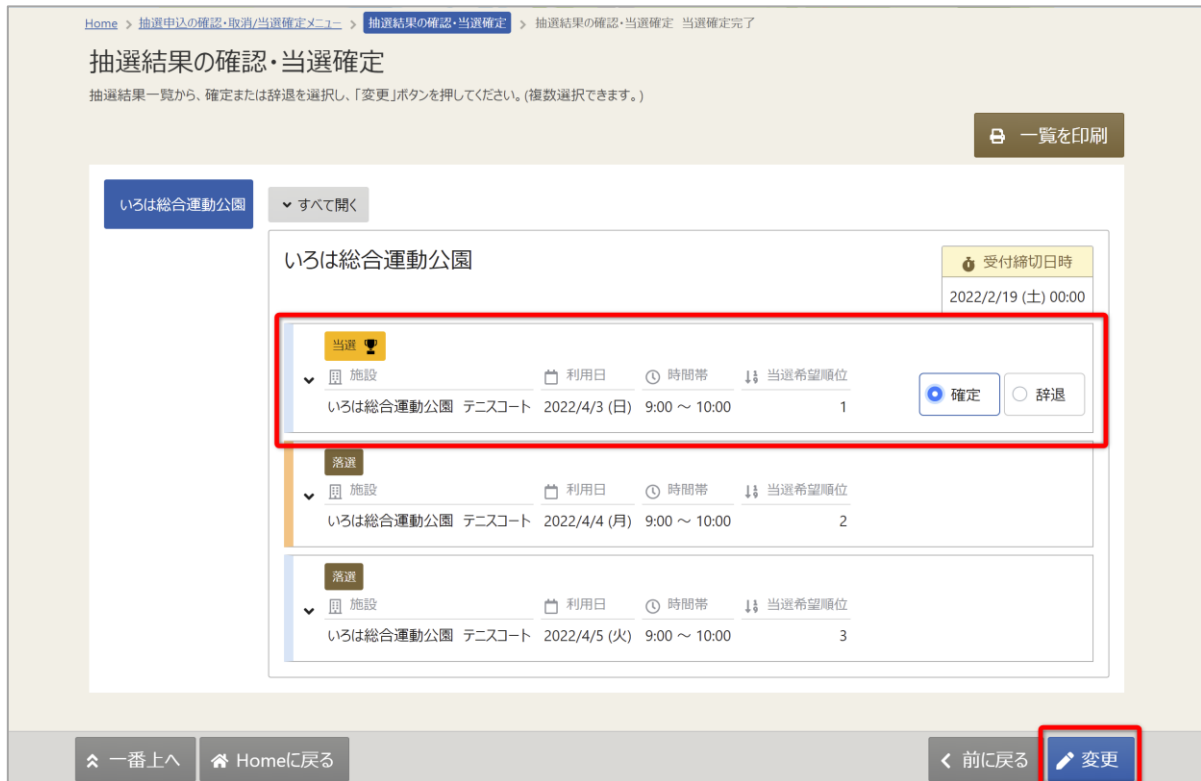 Home > 抽選申込の確認・取消/当選確定メニュー > 抽選結果の確認・当選確定 > 抽選結果の確認・当選確定 当選確定完了
抽選結果の確認・当選確定
抽選結果一覧から、確定または辞退を選択し、「変更」ボタンを押してください。(複数選択できます。)
一覧を印刷
いろは総合運動公園
すべて開く
いろは総合運動公園
受付締切日時
2022/2/19 (土) 00:00
当選
施設 利用日 時間帯 当選希望順位
いろは総合運動公園 テニスコート 2022/4/3 (日) 9:00 ～ 10:00 1
確定 辞退
落選
施設 利用日 時間帯 当選希望順位
いろは総合運動公園 テニスコート 2022/4/4 (月) 9:00 ～ 10:00 2
落選
施設 利用日 時間帯 当選希望順位
いろは総合運動公園 テニスコート 2022/4/5 (火) 9:00 ～ 10:00 3
一番上へ Homeに戻る 前に戻る 変更